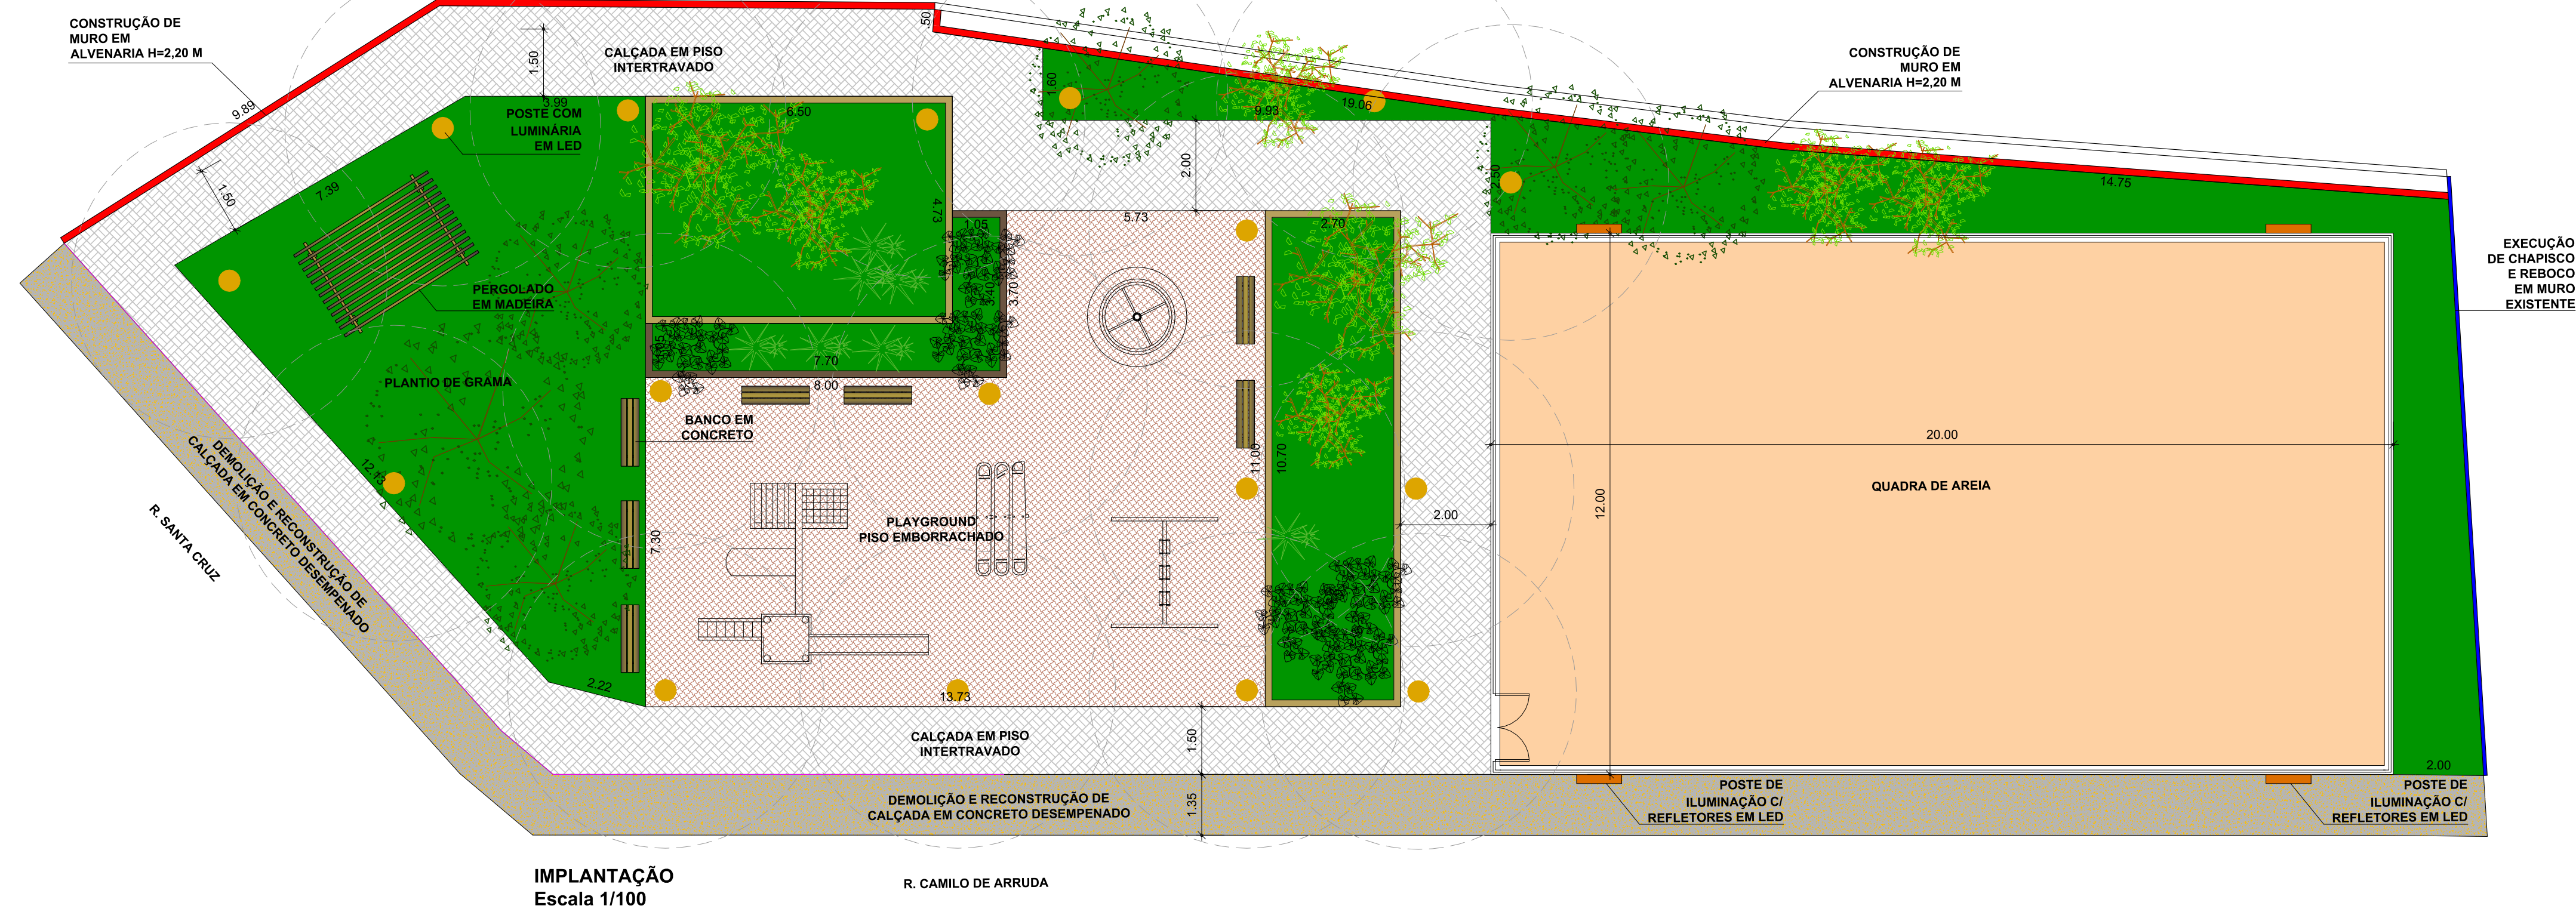 CONSTRUÇÃO DE
MURO EM
ALVENARIA H=2,20 M
9.89
1.50
CALÇADA EM PISO
INTERTRAVADO
.50
3.99
POSTE COM
LUMINÁRIA
EM LED
6.50
1.60
9.93
19.06
CONSTRUÇÃO DE
MURO EM
ALVENARIA H=2,20 M
1.50
7.39
4.73
1.05
2.00
5.73
2.70
2.50
14.75
EXECUÇÃO
DE CHAPISCO
E REBOCO
EM MURO
EXISTENTE
PERGOLADO
EM MADEIRA
3.40
3.70
7.70
8.00
PLANTIO DE GRAMA
BANCO EM
CONCRETO
12.73
7.30
PLAYGROUND
PISO EMBORRACHADO
11.00
10.70
2.00
12.00
20.00
QUADRA DE AREIA
R. SANTA CRUZ
DEMOLIÇÃO E RECONSTRUÇÃO DE
CALÇADA EM CONCRETO DESEMPENADO
2.22
13.73
CALÇADA EM PISO
INTERTRAVADO
1.50
1.35
DEMOLIÇÃO E RECONSTRUÇÃO DE
CALÇADA EM CONCRETO DESEMPENADO
POSTE DE
ILUMINAÇÃO C/
REFLETORES EM LED
2.00
POSTE DE
ILUMINAÇÃO C/
REFLETORES EM LED
IMPLANTAÇÃO
Escala 1/100
R. CAMILO DE ARRUDA